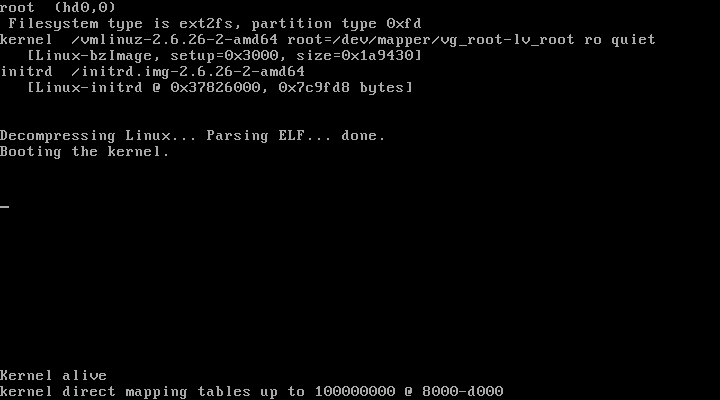 root  (hd0,0)
 Filesystem type is ext2fs, partition type 0xfd
kernel  /vmlinuz-2.6.26-2-amd64 root=/dev/mapper/vg_root-lv_root ro quiet
   [Linux-bzImage, setup=0x3000, size=0x1a9430]
initrd  /initrd.img-2.6.26-2-amd64
   [Linux-initrd @ 0x37826000, 0x7c9fd8 bytes]
Decompressing Linux... Parsing ELF... done.
Booting the kernel.
Kernel alive
kernel direct mapping tables up to 100000000 @ 8000-d000